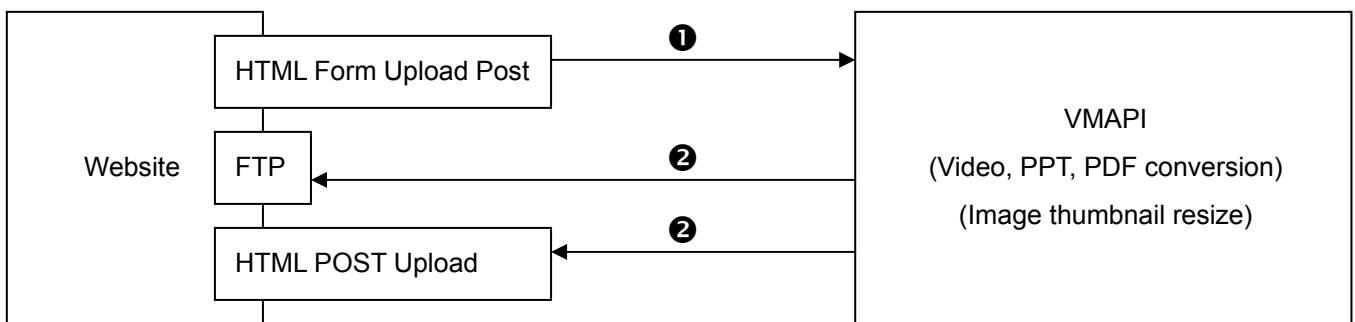 ❶
HTML Form Upload Post
VMAPI
Website
FTP
❷
(Video, PPT, PDF conversion)
(Image thumbnail resize)
❷
HTML POST Upload